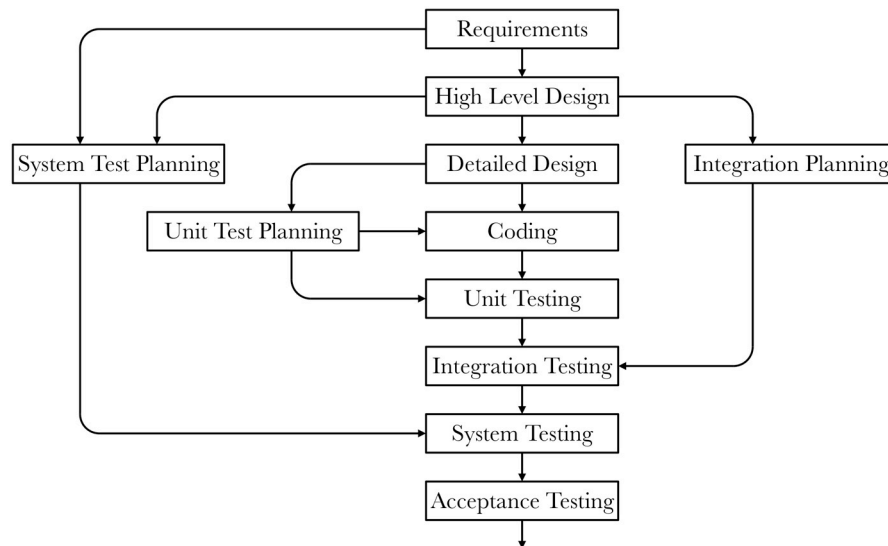 Requirements
High Level Design
System Test Planning
Detailed Design
Integration Planning
Unit Test Planning
Coding
Unit Testing
Integration Testing
System Testing
Acceptance Testing